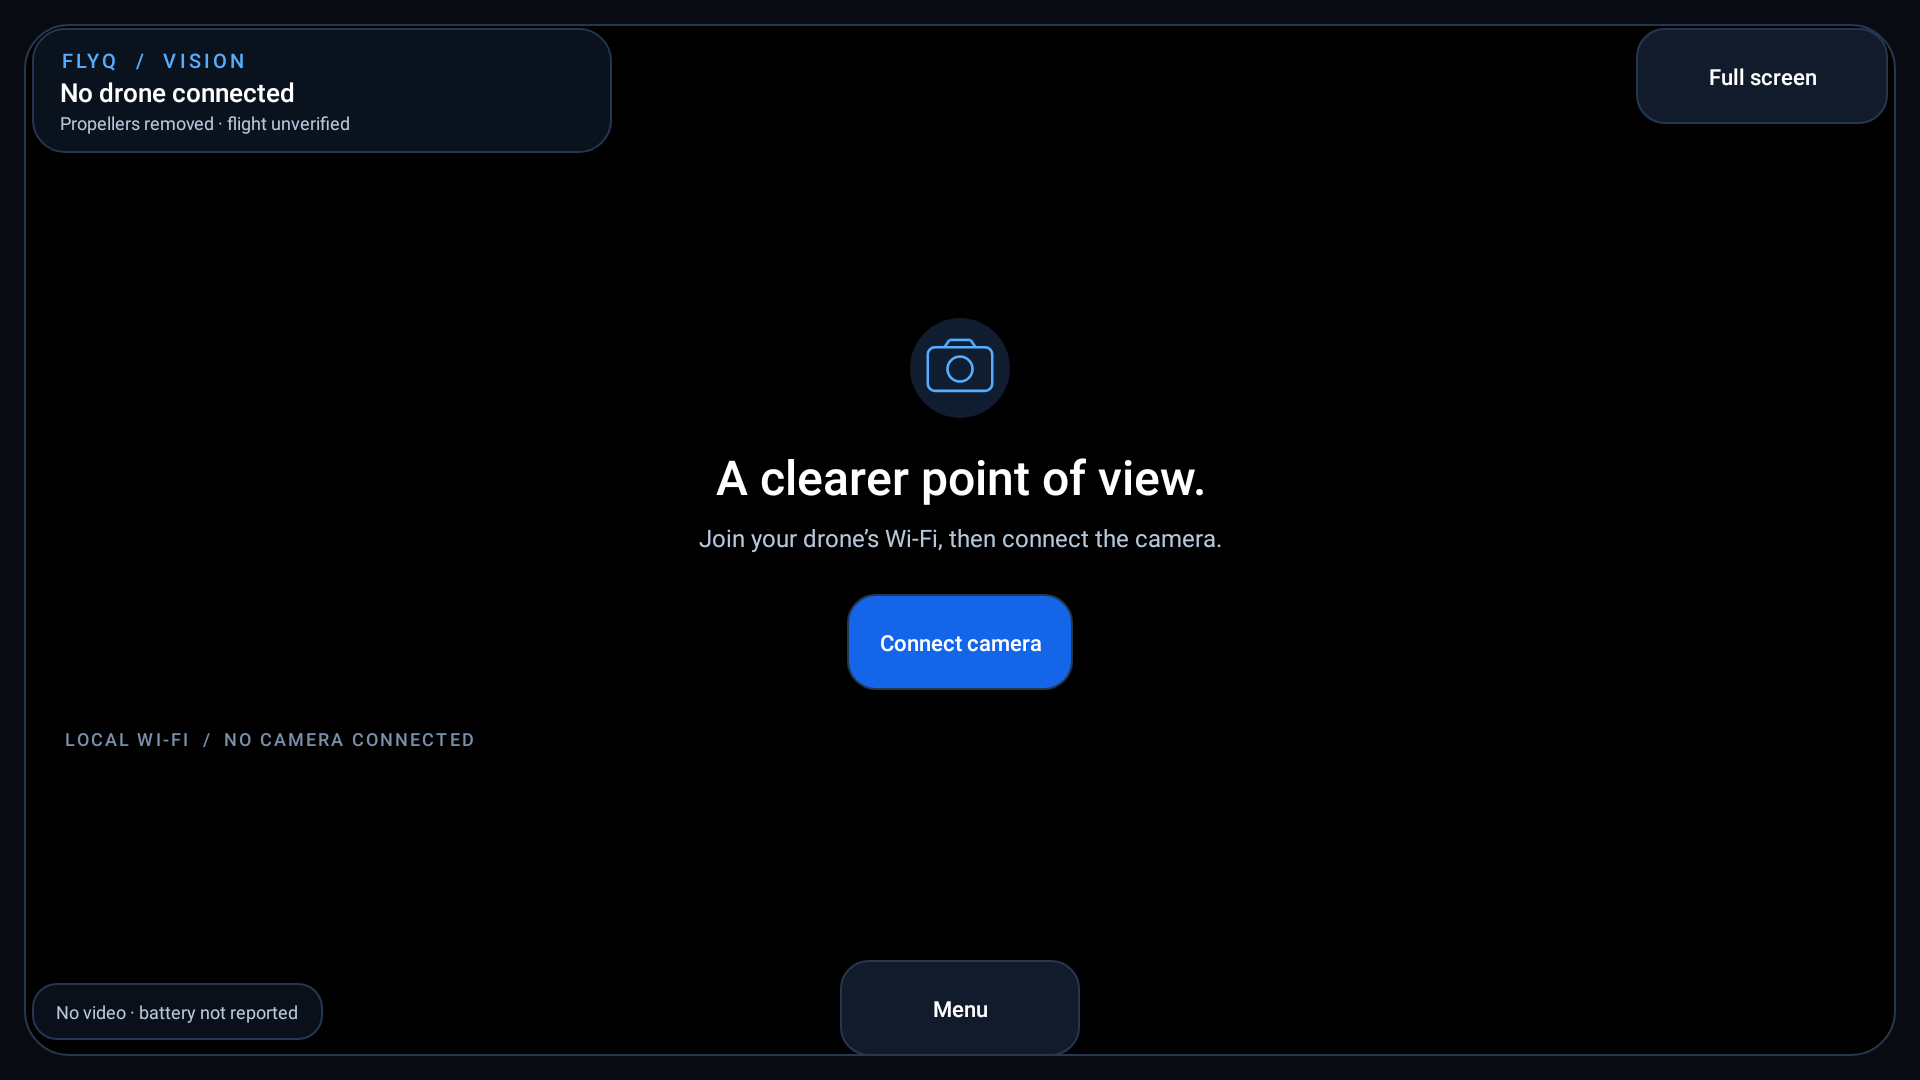 FLYQ / VISION
No drone connected
Propellers removed · flight unverified
Full screen
A clearer point of view.
Join your drone’s Wi-Fi, then connect the camera.
Connect camera
LOCAL WI-FI / NO CAMERA CONNECTED
No video · battery not reported
Menu